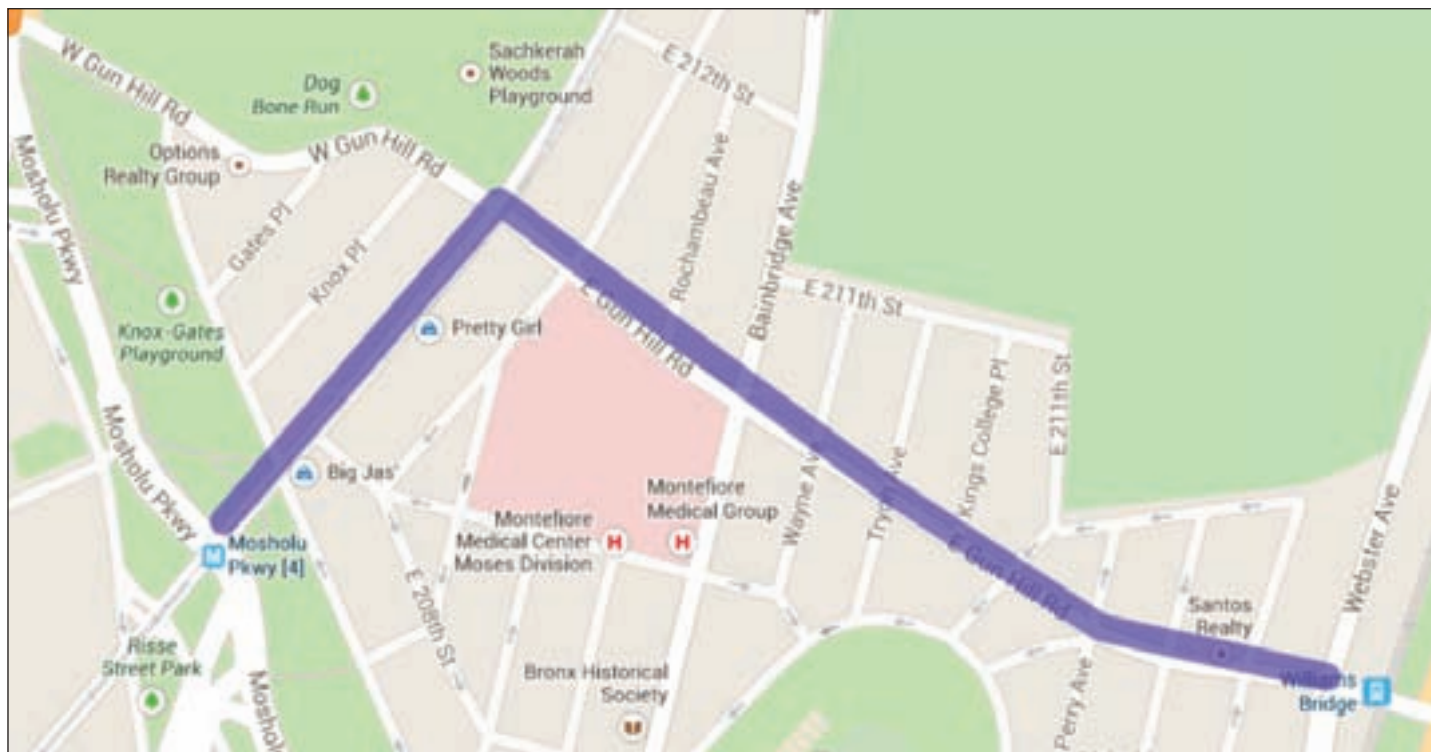 W Gun Hill Rd
Dog
Bone Run
Sachkerah
Woods
Playground
E 212th St
Mosholu Pkwy
Options
Realty Group
W Gun Hill Rd
Rochambeau Ave
Bainbridge Ave
Gates Pl
Knox Pl
E 211th St
Knox-Gates
Playground
Pretty Girl
E Gun Hill Rd
Kings College Pl
E 211th St
Mosholu Pkwy
Big Jas'
Montefiore
Medical Group
Wayne Ave
Tryon Ave
Webster Ave
Mosholu
Pkwy [4]
M
Montefiore
Medical Center
Moses Division
H
H
E Gun Hill Rd
E 208th St
Santos
Realty
Risse
Street Park
Mosholu
Bronx Historical
Society
Perry Ave
Williams
Bridge